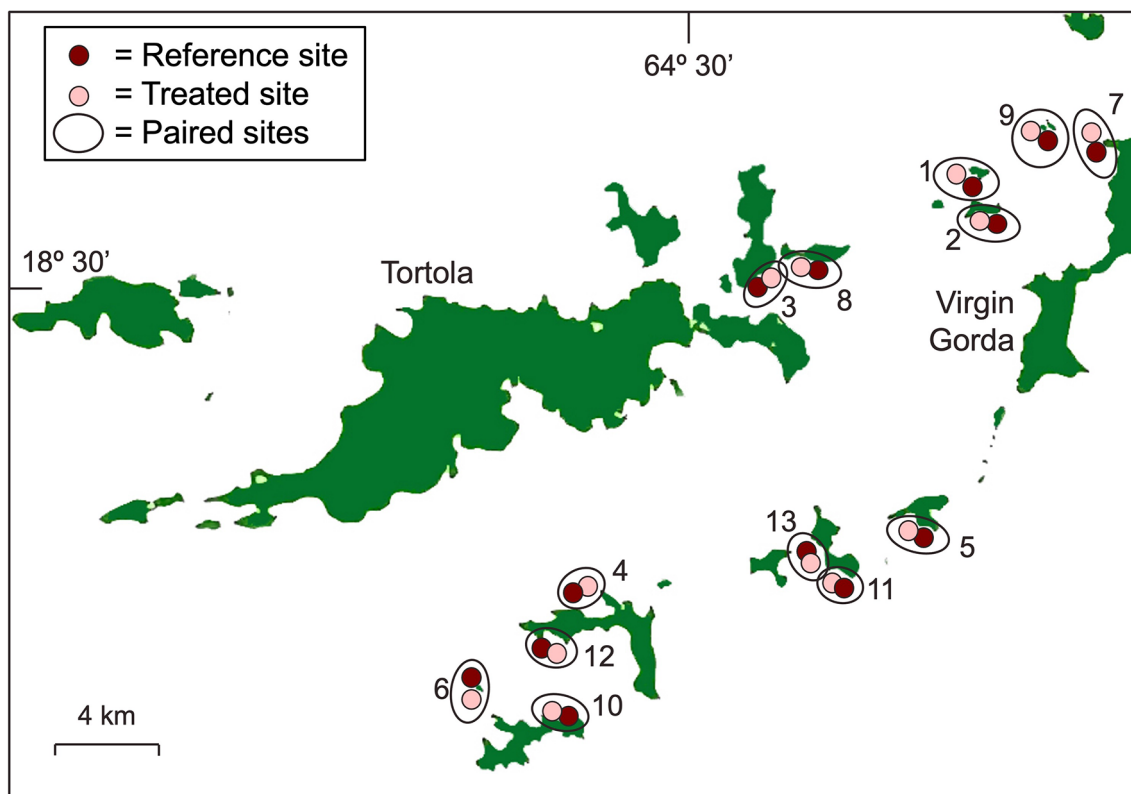 = Reference site
= Treated site
= Paired sites
64º 30’
9
7
1
2
18º 30’
Tortola
3
8
Virgin
Gorda
13
5
4
11
12
6
10
4 km